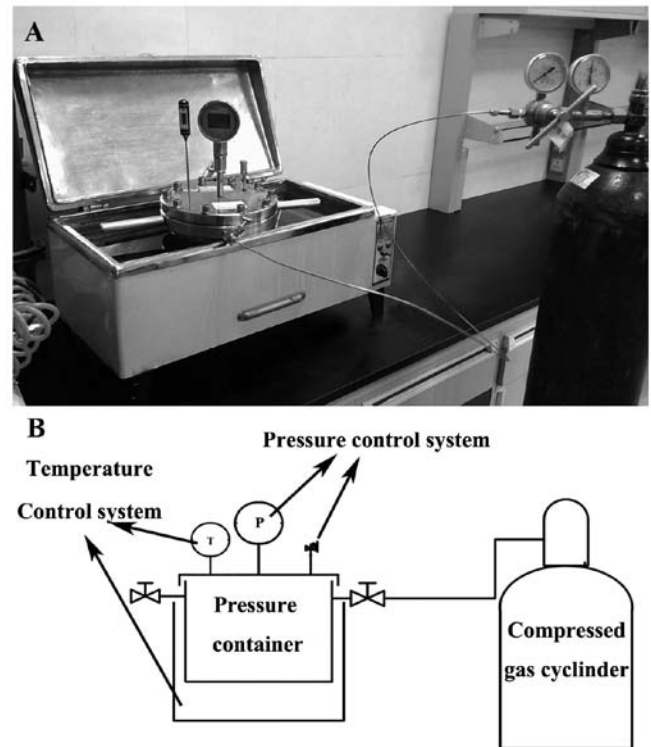 A
B
Pressure control system
Temperature
Control system
T
P
Pressure
container
Compressed
gas cyclinder